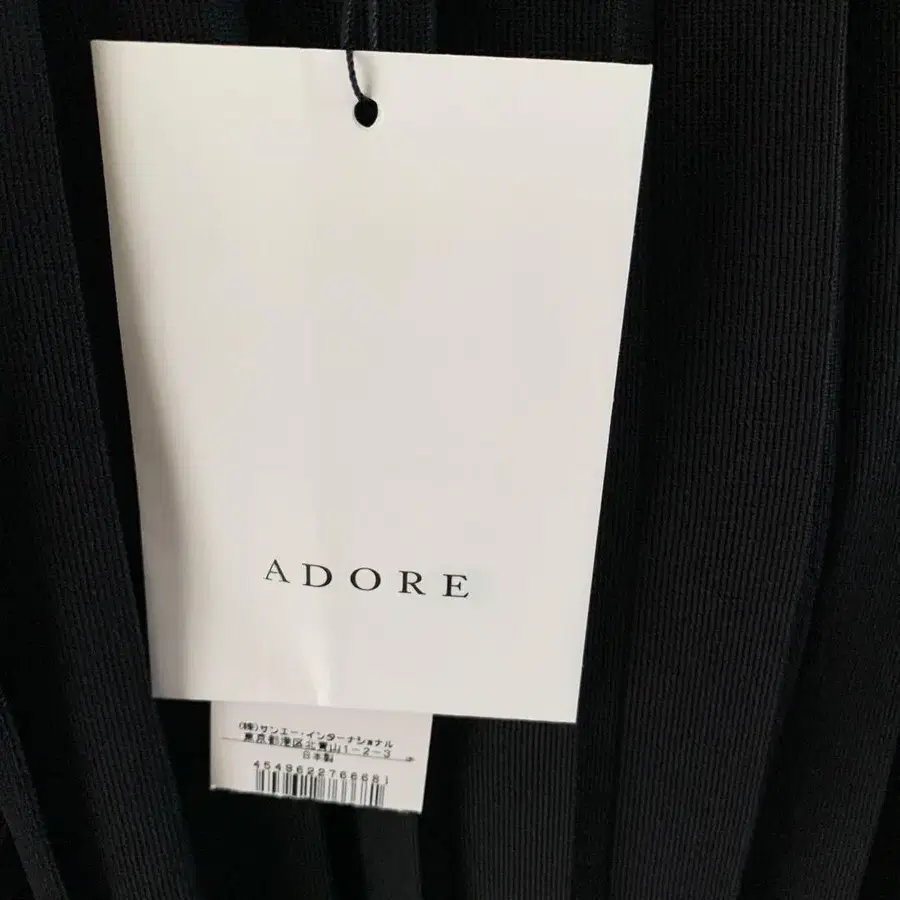 ADORE
(株)サンエー・インターナショナル
東京都港区北青山1-2-3
日本製
4549622766681